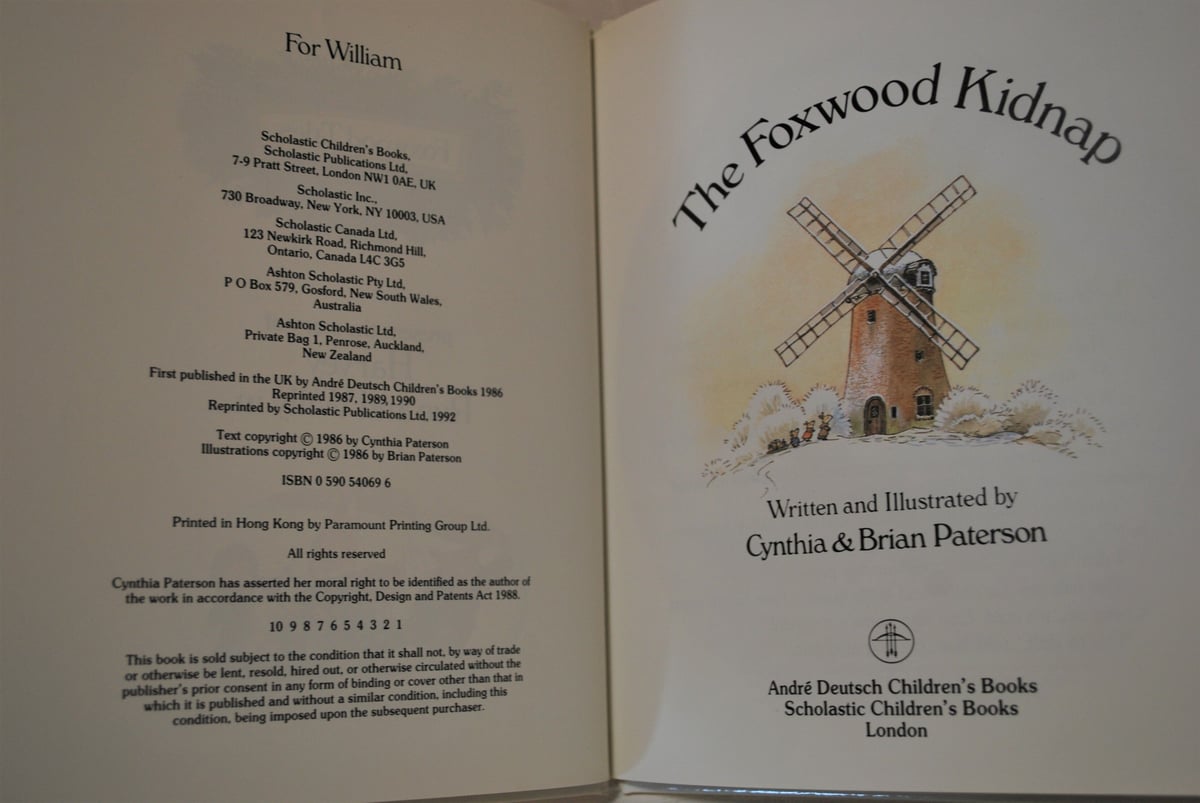 For William
Scholastic Children's Books,
Scholastic Publications Ltd,
7-9 Pratt Street, London NW1 0AE, UK
Scholastic Inc.,
730 Broadway, New York, NY 10003, USA
Scholastic Canada Ltd,
123 Newkirk Road, Richmond Hill,
Ontario, Canada L4C 3G5
Ashton Scholastic Pty Ltd,
P O Box 579, Gosford, New South Wales,
Australia
Ashton Scholastic Ltd,
Private Bag 1, Penrose, Auckland,
New Zealand
First published in the UK by André Deutsch Children's Books 1986
Reprinted 1987, 1989, 1990
Reprinted by Scholastic Publications Ltd, 1992
Text copyright © 1986 by Cynthia Paterson
Illustrations copyright © 1986 by Brian Paterson
ISBN 0 590 54069 6
Printed in Hong Kong by Paramount Printing Group Ltd.
All rights reserved
Cynthia Paterson has asserted her moral right to be identified as the author of
the work in accordance with the Copyright, Design and Patents Act 1988.
10 9 8 7 6 5 4 3 2 1
This book is sold subject to the condition that it shall not, by way of trade
or otherwise be lent, resold, hired out, or otherwise circulated without the
publisher's prior consent in any form of binding or cover other than that in
which it is published and without a similar condition, including this
condition, being imposed upon the subsequent purchaser.
The Foxwood Kidnap
Written and Illustrated by
Cynthia & Brian Paterson
André Deutsch Children's Books
Scholastic Children's Books
London